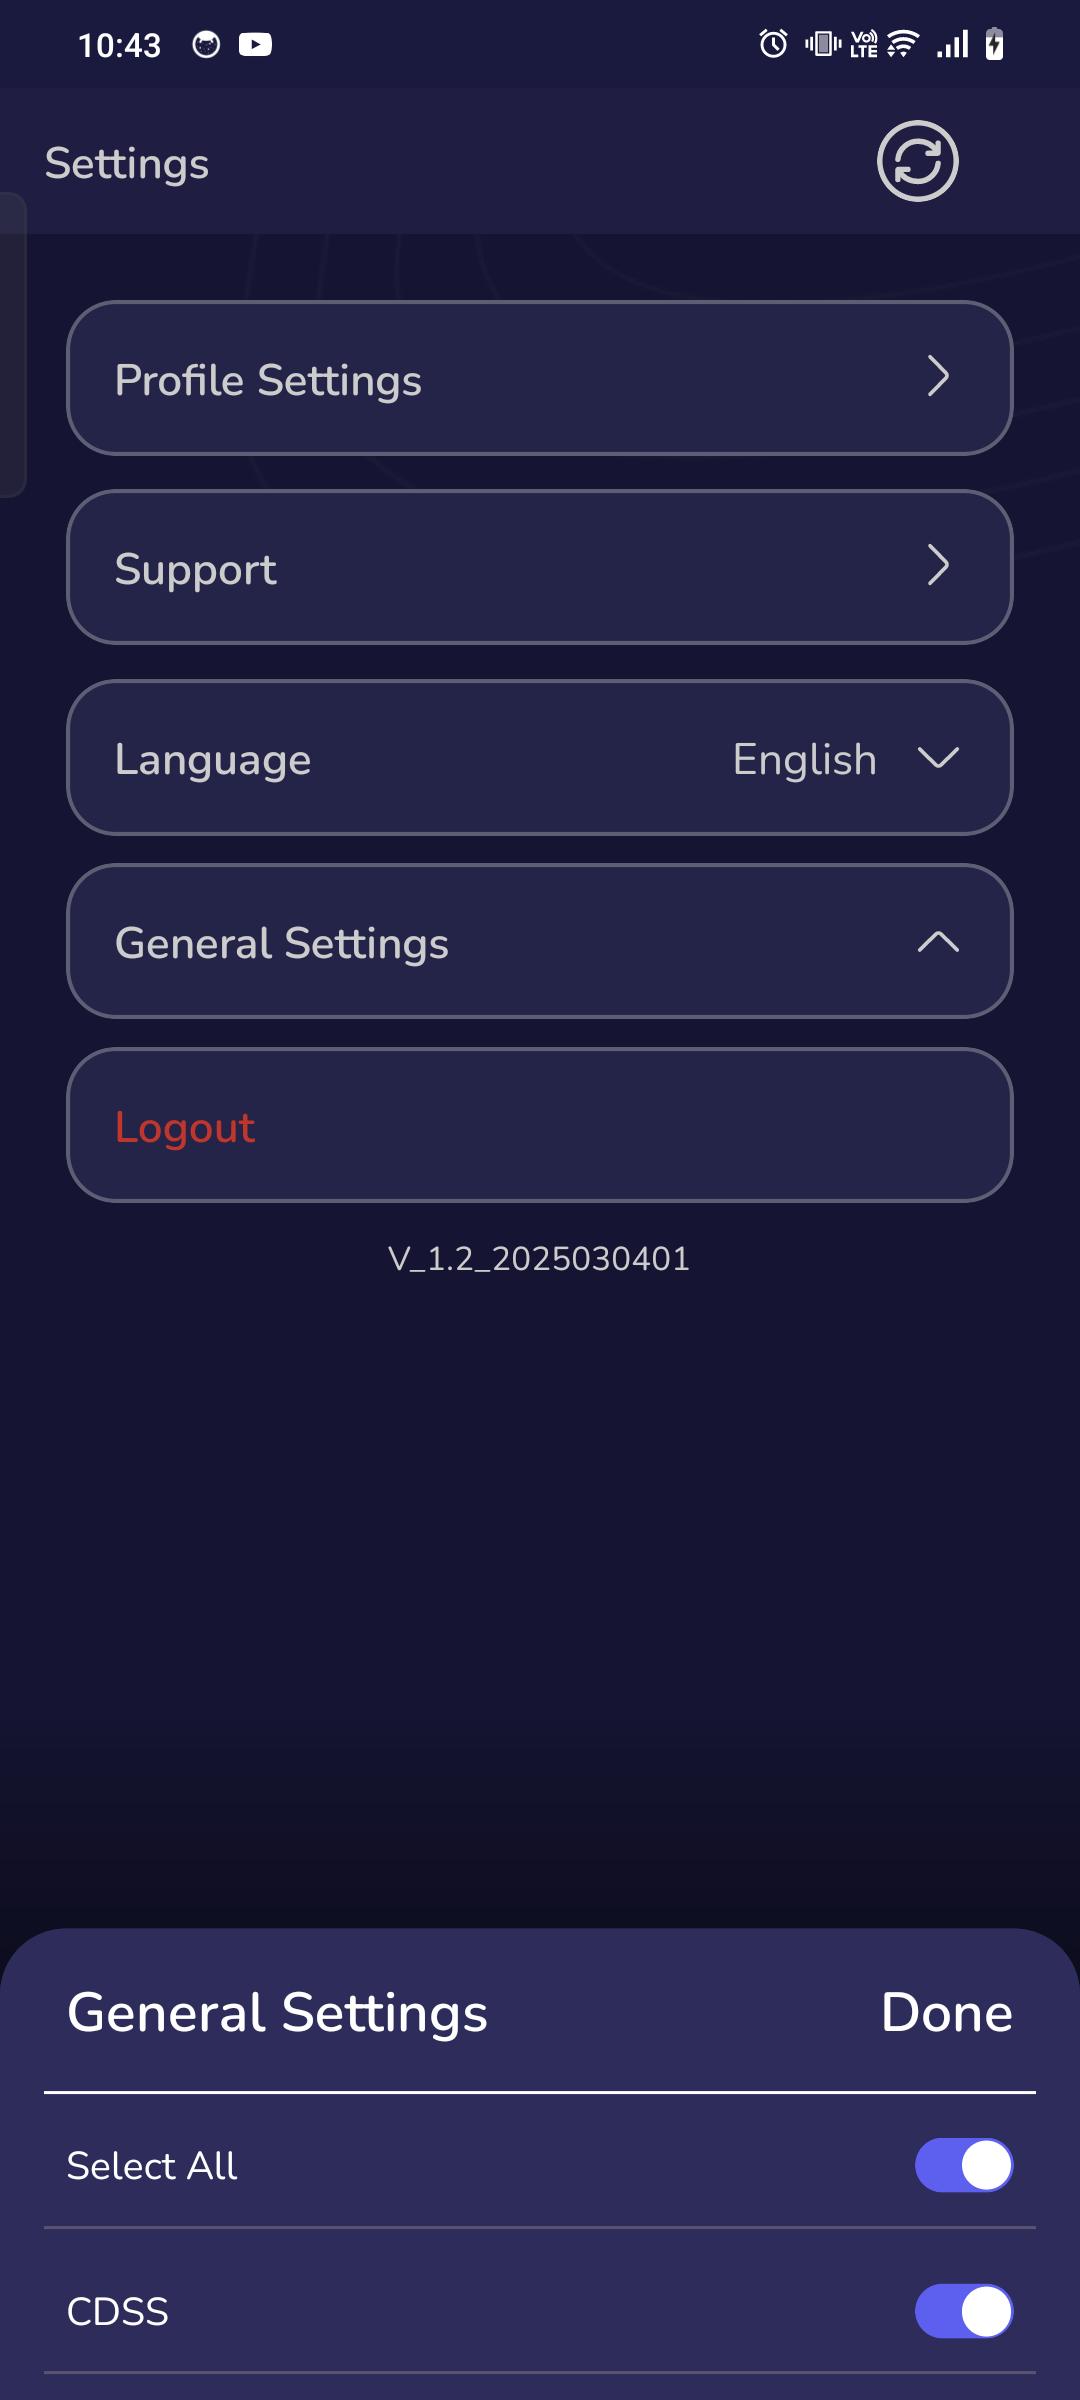 10:43
VoLTE
Settings
Profile Settings
Support
Language English
General Settings
Logout
V_1.2_2025030401
General Settings Done
Select All
CDSS